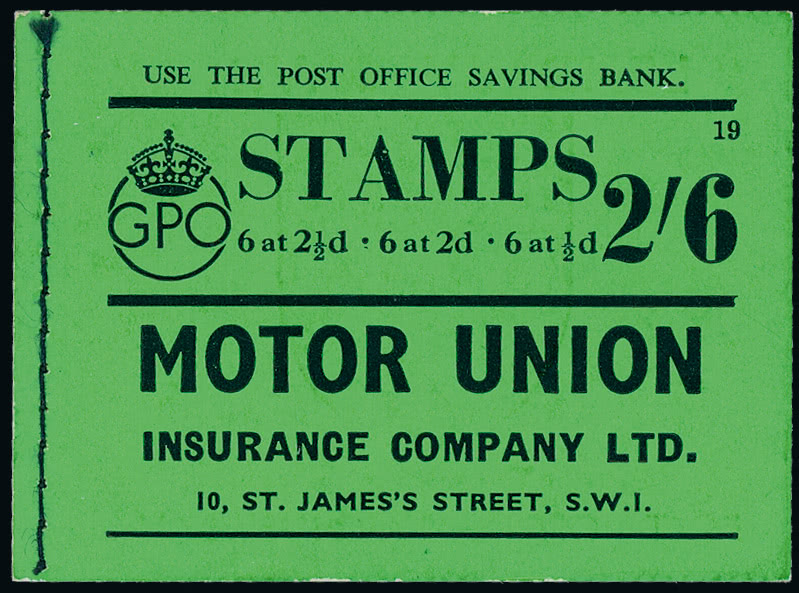 USE THE POST OFFICE SAVINGS BANK.
19
STAMPS
GPO
6 at 2½d · 6 at 2d · 6 at ½d
2/6
MOTOR UNION
INSURANCE COMPANY LTD.
10, ST. JAMES'S STREET, S.W.1.